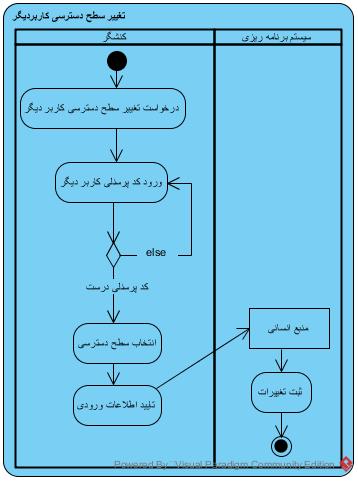 تغییر سطح دسترسی کاربردیگر
کنشگر
سیستم برنامه ریزی
درخواست تغییر سطح دسترسی کاربر دیگر
ورود کد پرسنلی کاربر دیگر
else
کد پرسنلی درست
انتخاب سطح دسترسی
منبع انسانی
تایید اطلاعات ورودی
ثبت تغییرات
Powered By Visual Paradigm Community Edition